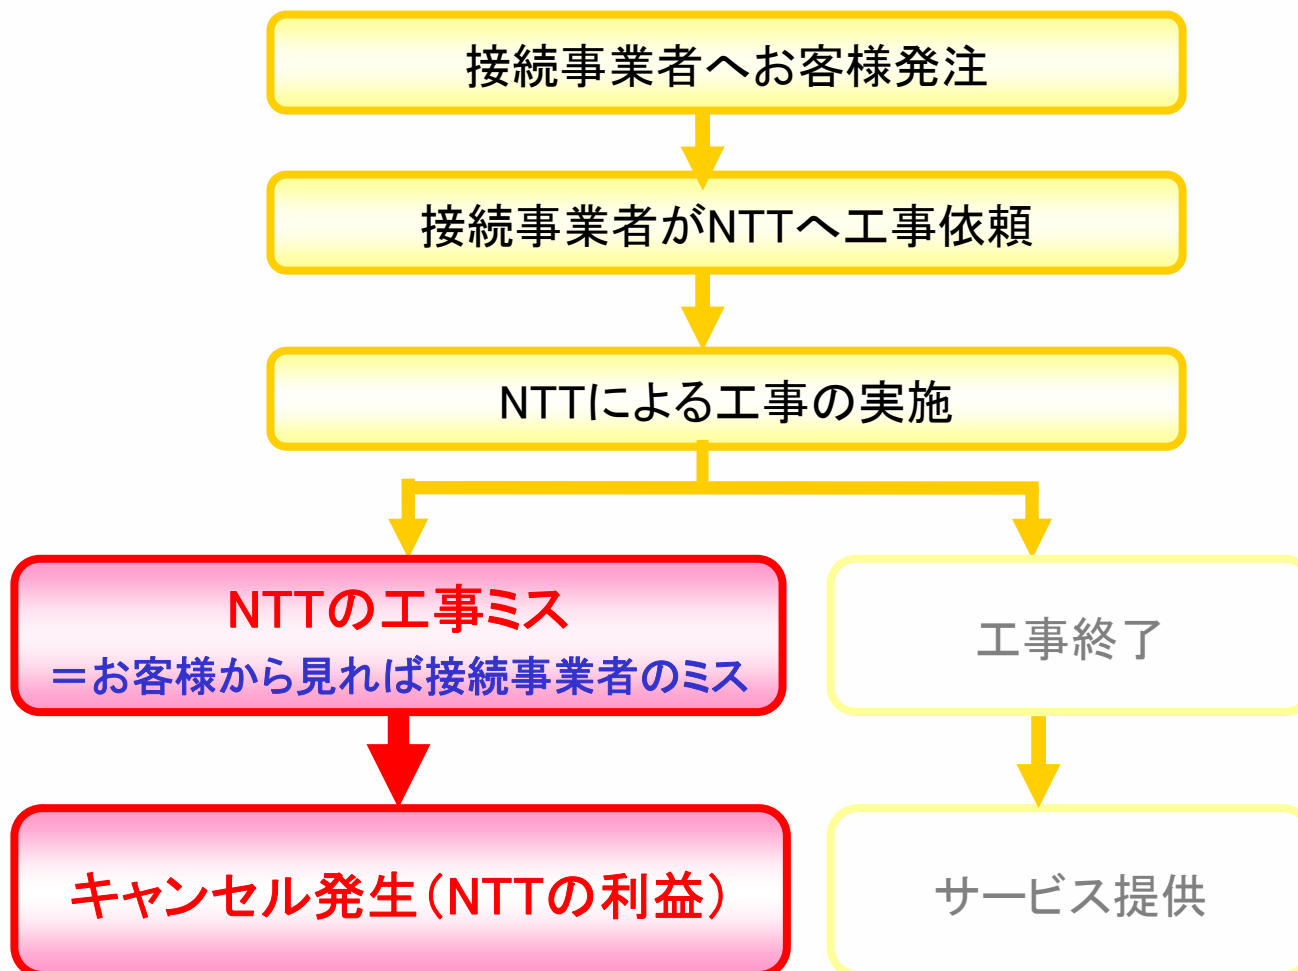 接続事業者へお客様発注
接続事業者がNTTへ工事依頼
NTTによる工事の実施
NTTの工事ミス
＝お客様から見れば接続事業者のミス
工事終了
キャンセル発生（NTTの利益）
サービス提供